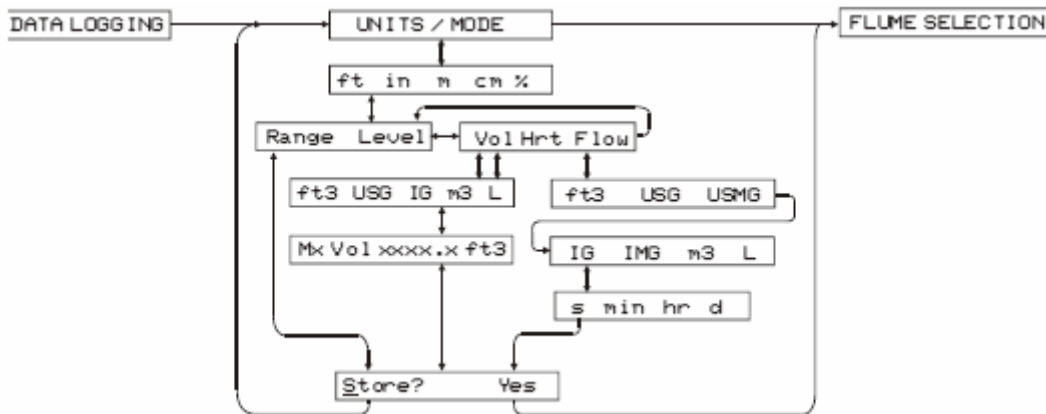 DATA LOGGING UNITS / MODE FLUME SELECTION
ft in m cm %
Range Level Vol Hrt Flow
ft3 USG IG m3 L ft3 USG USMG
Mx Vol xxxx.x ft3 IG IMG m3 L
s min hr d
Store? Yes